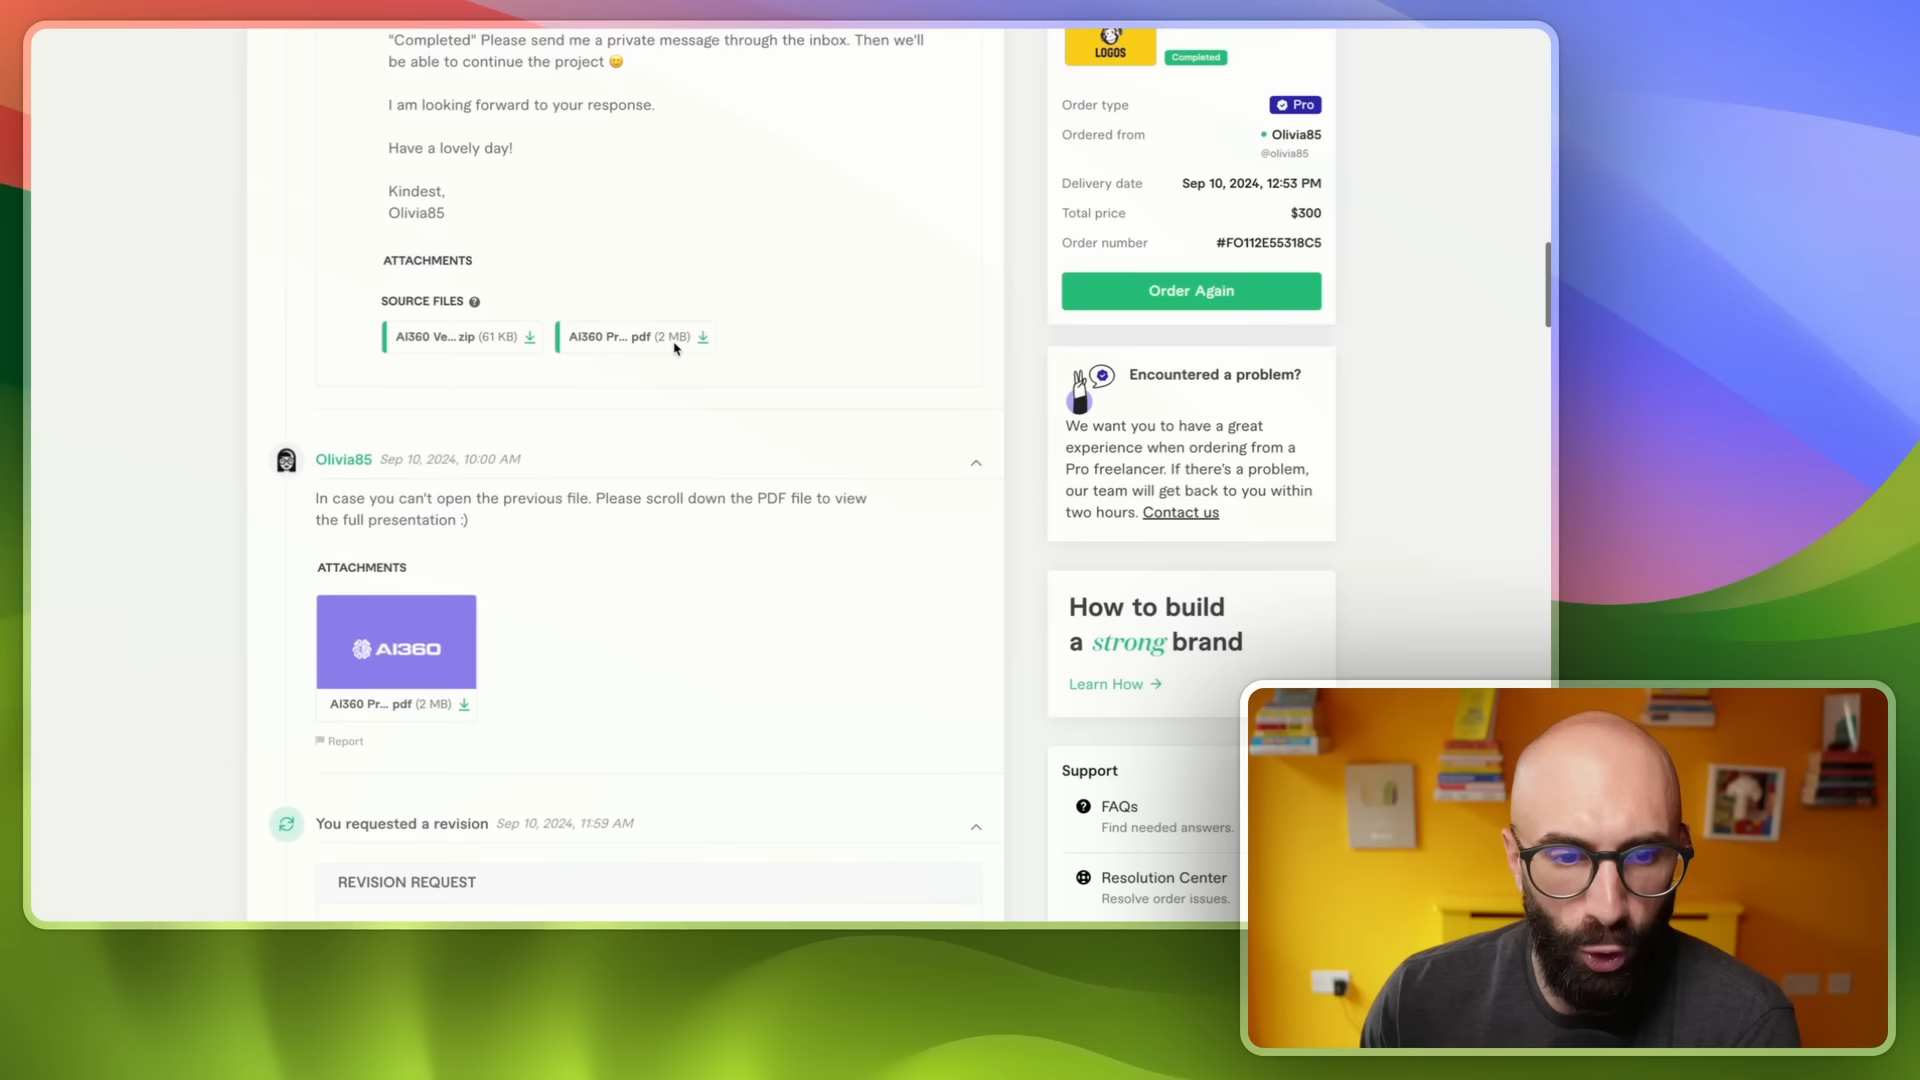 "Completed" Please send me a private message through the inbox. Then we'll
be able to continue the project
I am looking forward to your response.
Have a lovely day!
Kindest,
Olivia85
ATTACHMENTS
SOURCE FILES ?
AI360 Ve... zip (61 KB)
AI360 Pr... pdf (2 MB)
Olivia85 Sep 10, 2024, 10:00 AM
In case you can't open the previous file. Please scroll down the PDF file to view
the full presentation :)
ATTACHMENTS
AI360
AI360 Pr... pdf (2 MB)
Report
You requested a revision Sep 10, 2024, 11:59 AM
REVISION REQUEST
LOGOS
Completed
Order type Pro
Ordered from Olivia85
@olivia85
Delivery date Sep 10, 2024, 12:53 PM
Total price $300
Order number #FO112E55318C5
Order Again
Encountered a problem?
We want you to have a great
experience when ordering from a
Pro freelancer. If there's a problem,
our team will get back to you within
two hours. Contact us
How to build
a strong brand
Learn How →
Support
? FAQs
Find needed answers.
Resolution Center
Resolve order issues.